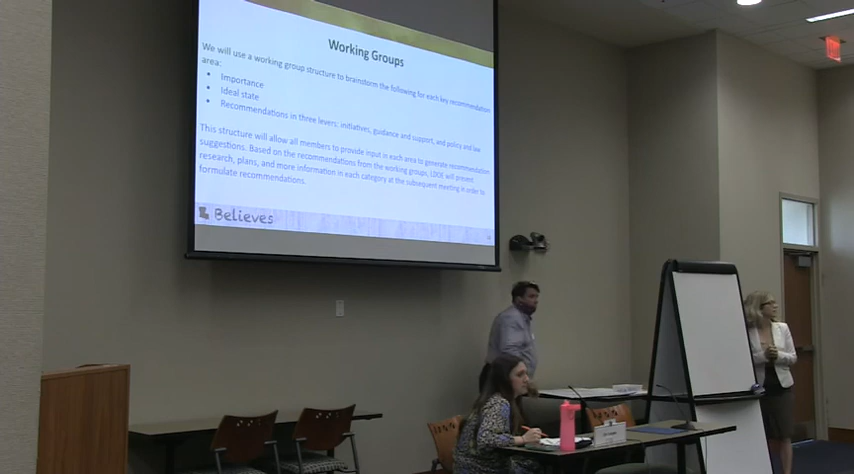 Working Groups
We will use a working group structure to brainstorm the following for each key recommendation
area:
• Importance
• Ideal state
• Recommendations in three levers: initiatives, guidance and support, and policy and law
This structure will allow all members to provide input in each area to generate recommendation
suggestions. Based on the recommendations from the working groups, LDOE will present
research, plans, and more information in each category at the subsequent meeting in order to
formulate recommendations.
Believes